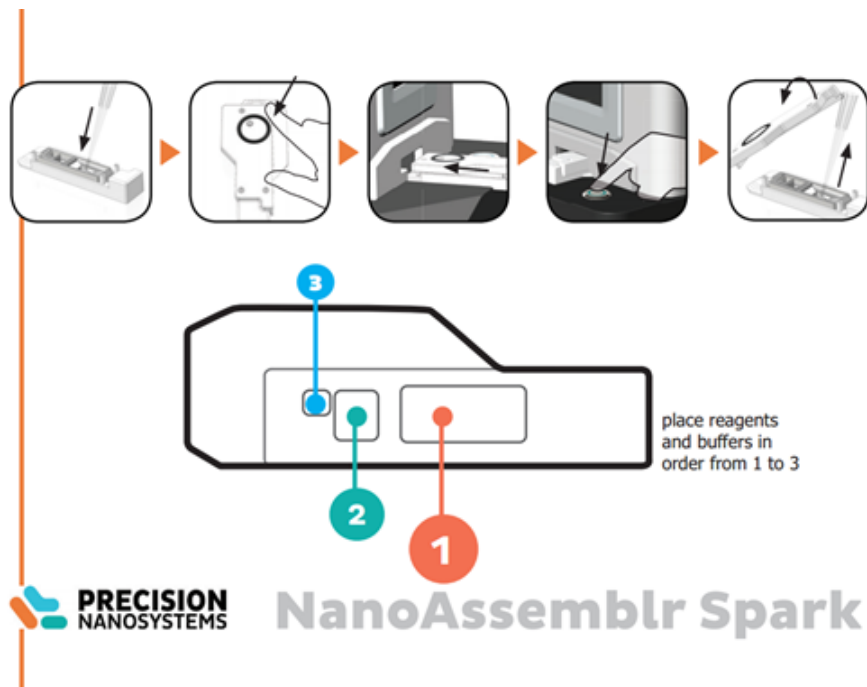 3
place reagents
and buffers in
order from 1 to 3
2
1
PRECISION
NANOSYSTEMS
NanoAssemblr Spark